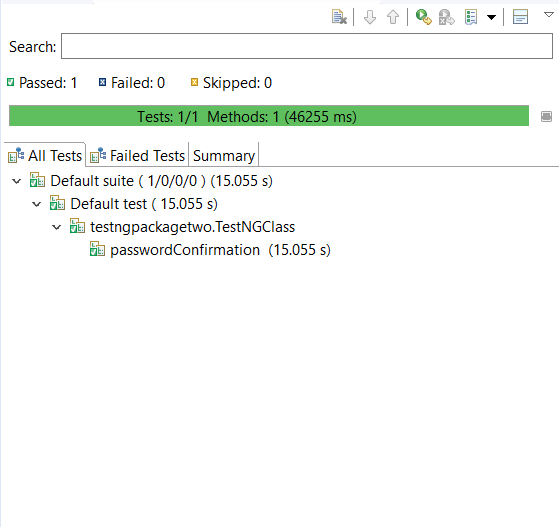 Search:
Passed: 1 Failed: 0 Skipped: 0
Tests: 1/1 Methods: 1 (46255 ms)
All Tests Failed Tests Summary
Default suite ( 1/0/0/0 ) (15.055 s)
Default test ( 15.055 s)
testngpackagetwo.TestNGClass
passwordConfirmation (15.055 s)